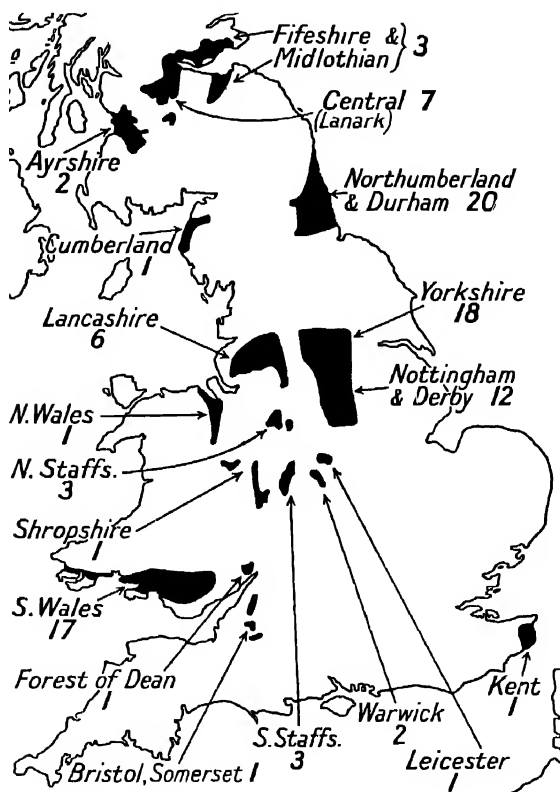 Fifeshire &
Midlothian } 3
Central 7
(Lanark)
Ayrshire
2
Northumberland
& Durham 20
Cumberland
1
Yorkshire
18
Lancashire
6
Nottingham
& Derby 12
N. Wales
1
N. Staffs.
3
Shropshire
1
S. Wales
17
Forest of Dean
1
Kent
1
Warwick
2
S. Staffs.
3
Leicester
1
Bristol, Somerset 1